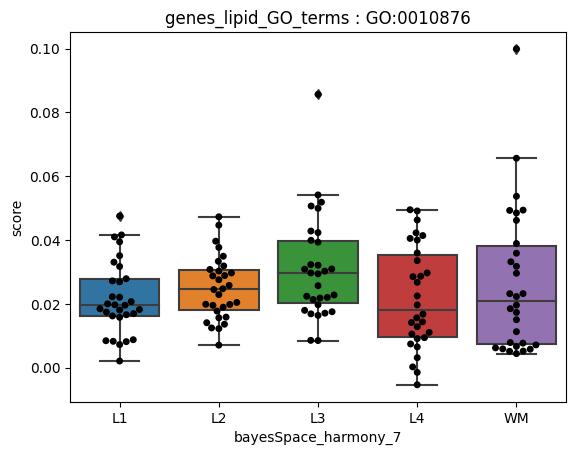 genes_lipid_GO_terms : GO:0010876
0.10
0.08
0.06
0.04
0.02
0.00
score
L1 L2 L3 L4 WM
bayesSpace_harmony_7